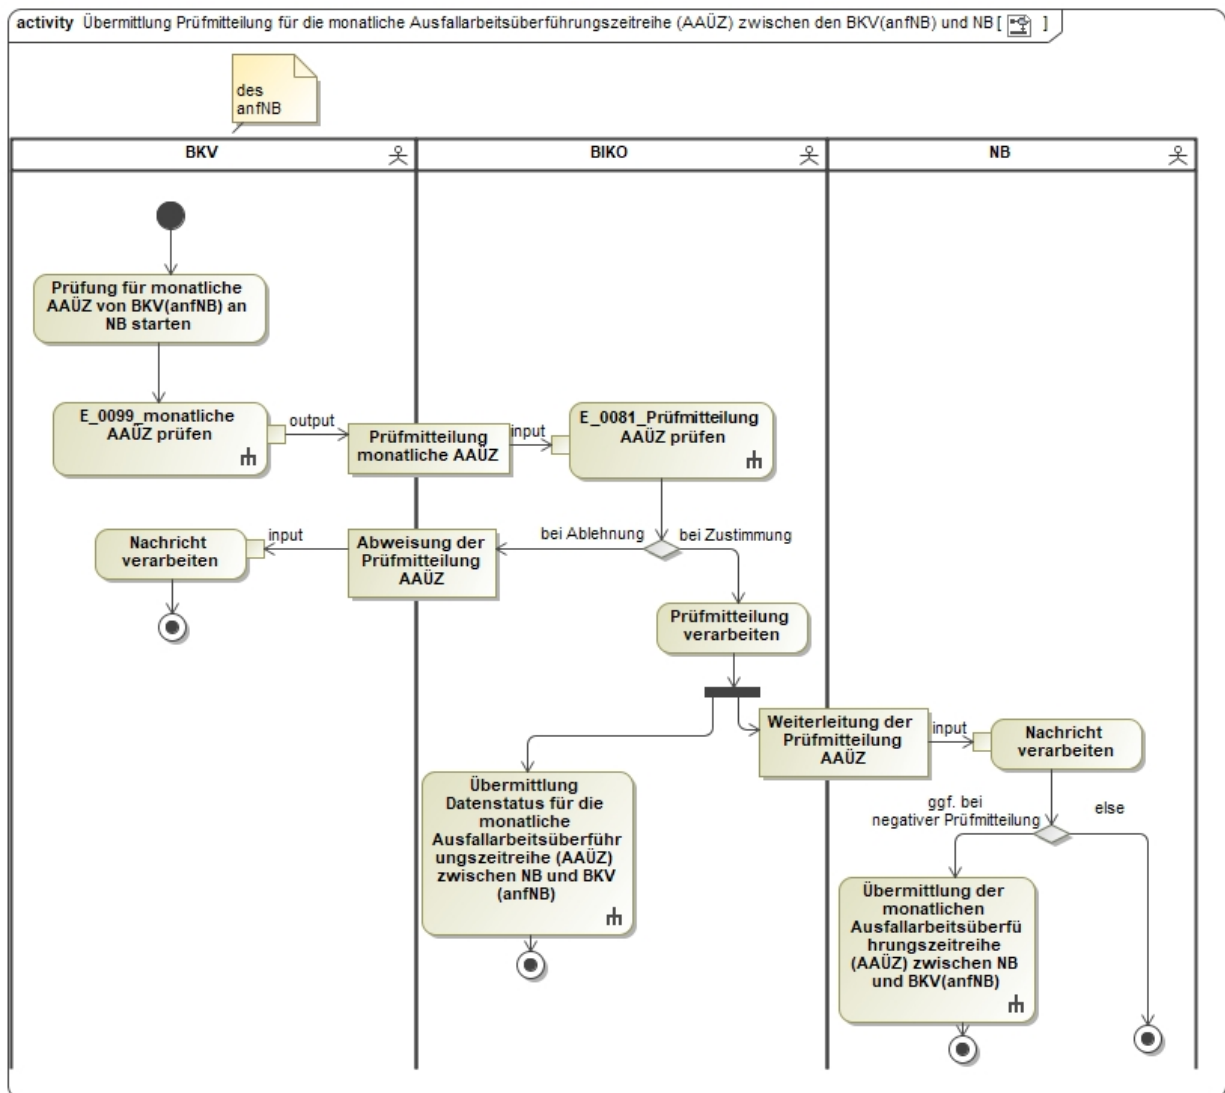 activity Übermittlung Prüfmitteilung für die monatliche Ausfallarbeitsüberführungszeitreihe (AAÜZ) zwischen den BKV(anfNB) und NB [ ]
des
anfNB
BKV
BIKO
NB
Prüfung für monatliche
AAÜZ von BKV(anfNB) an
NB starten
E_0099_monatliche
AAÜZ prüfen
output
Prüfmitteilung
monatliche AAÜZ
input
E_0081_Prüfmitteilung
AAÜZ prüfen
bei Ablehnung
bei Zustimmung
Abweisung der
Prüfmitteilung
AAÜZ
input
Nachricht
verarbeiten
Prüfmitteilung
verarbeiten
Weiterleitung der
Prüfmitteilung
AAÜZ
input
Nachricht
verarbeiten
Übermittlung
Datenstatus für die
monatliche
Ausfallarbeitsüberführ
ungszeitreihe (AAÜZ)
zwischen NB und BKV
(anfNB)
ggf. bei
negativer Prüfmitteilung
else
Übermittlung der
monatlichen
Ausfallarbeitsüberfü
hrungszeitreihe
(AAÜZ) zwischen NB
und BKV(anfNB)